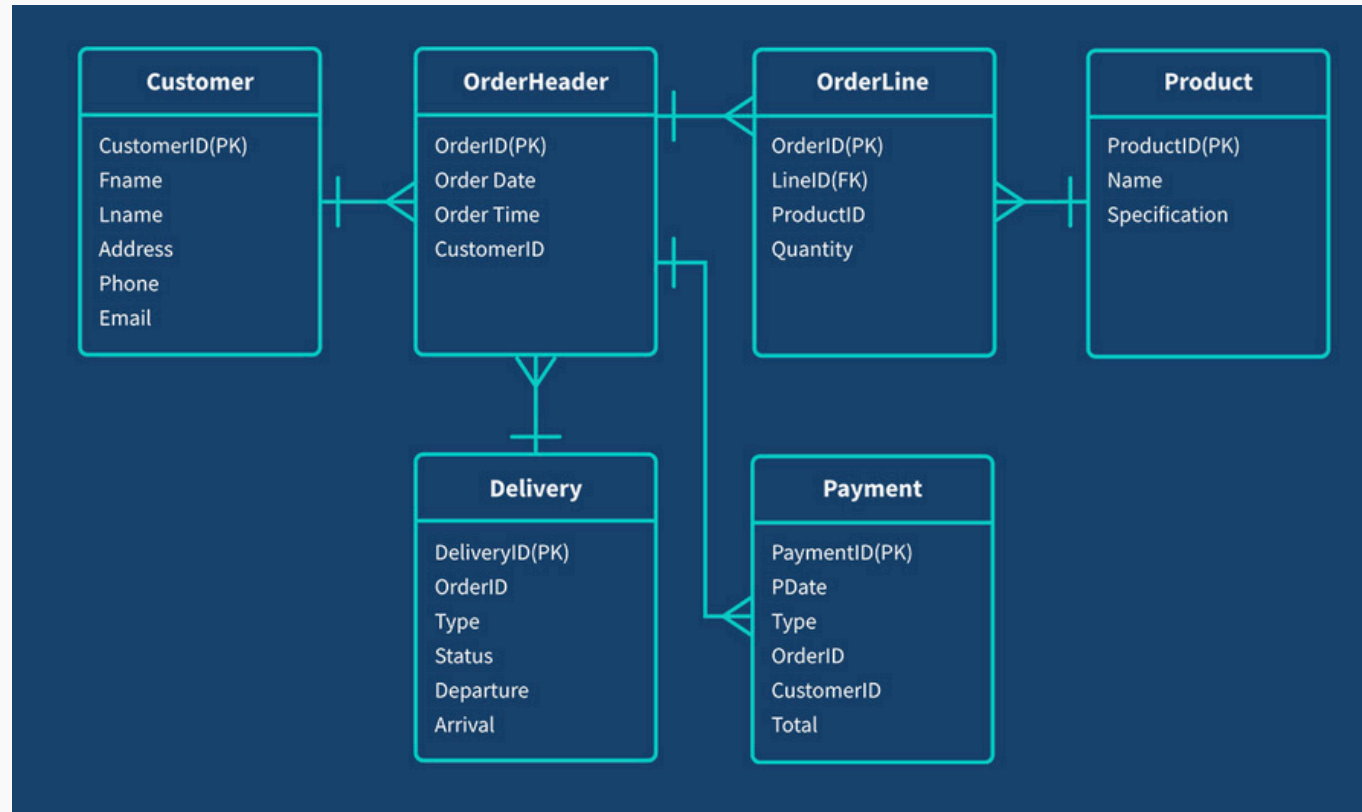 Customer
CustomerID(PK)
Fname
Lname
Address
Phone
Email
OrderHeader
OrderID(PK)
Order Date
Order Time
CustomerID
OrderLine
OrderID(PK)
LineID(FK)
ProductID
Quantity
Product
ProductID(PK)
Name
Specification
Delivery
DeliveryID(PK)
OrderID
Type
Status
Departure
Arrival
Payment
PaymentID(PK)
PDate
Type
OrderID
CustomerID
Total